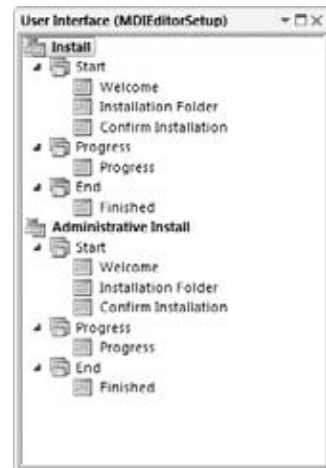 User Interface (MDIEditorSetup)
Install
Start
Welcome
Installation Folder
Confirm Installation
Progress
Progress
End
Finished
Administrative Install
Start
Welcome
Installation Folder
Confirm Installation
Progress
Progress
End
Finished